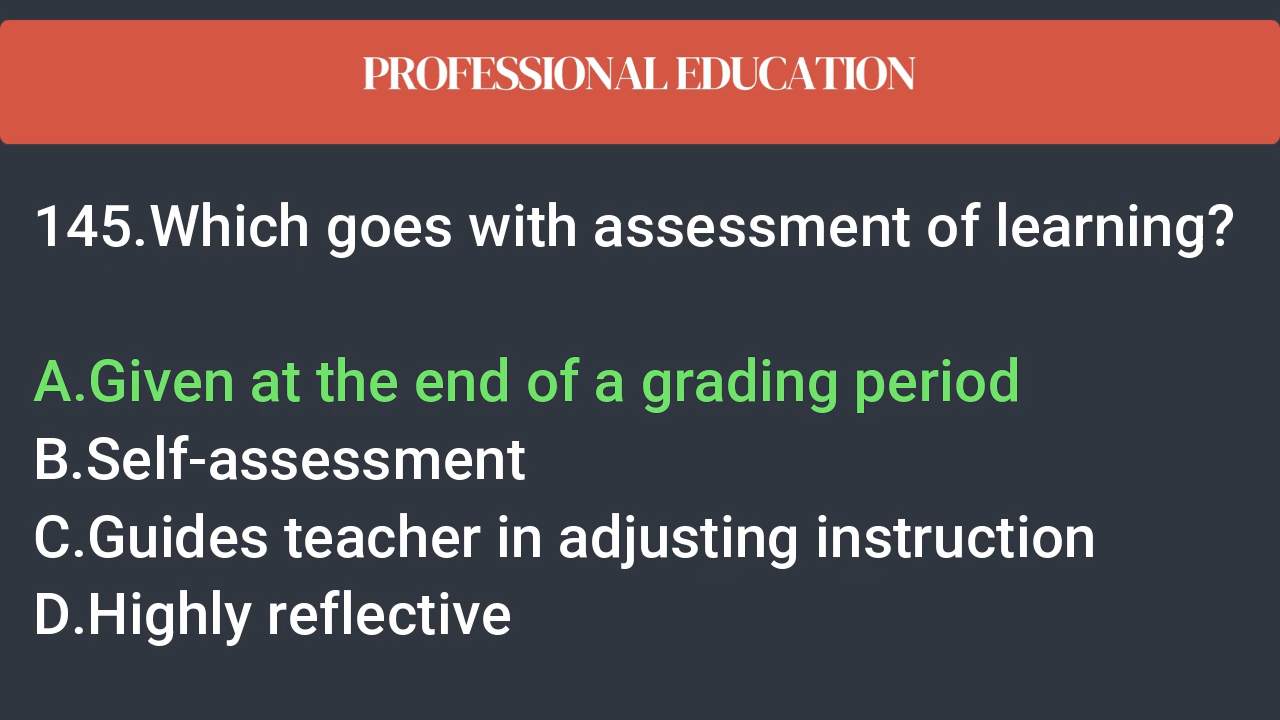 PROFESSIONAL EDUCATION
145.Which goes with assessment of learning?
A.Given at the end of a grading period
B.Self-assessment
C.Guides teacher in adjusting instruction
D.Highly reflective